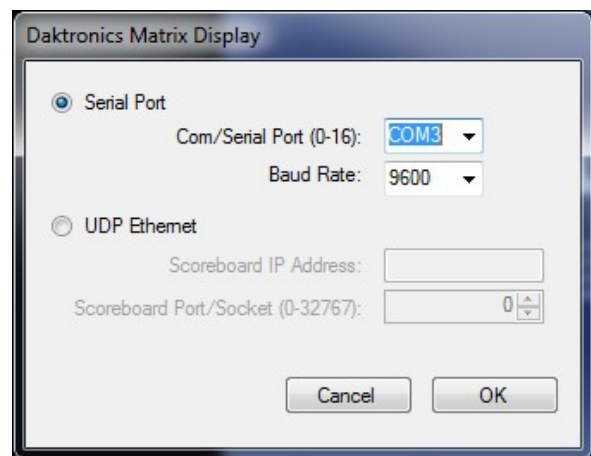 Daktronics Matrix Display
Serial Port
Com/Serial Port (0-16): COM3
Baud Rate: 9600
UDP Ethernet
Scoreboard IP Address:
Scoreboard Port/Socket (0-32767): 0
Cancel OK